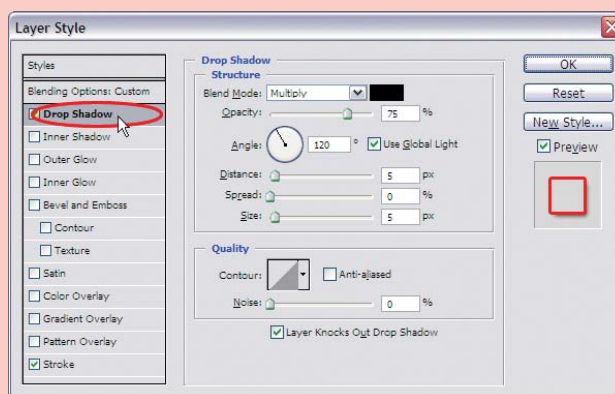 Layer Style
Styles
Blending Options: Custom
Drop Shadow
Inner Shadow
Outer Glow
Inner Glow
Bevel and Emboss
Contour
Texture
Satin
Color Overlay
Gradient Overlay
Pattern Overlay
Stroke
Drop Shadow
Structure
Blend Mode: Multiply
Opacity: 75 %
Angle: 120 ° Use Global Light
Distance: 5 px
Spread: 0 %
Size: 5 px
Quality
Contour: Anti-aliased
Noise: 0 %
Layer Knocks Out Drop Shadow
OK
Reset
New Style...
Preview